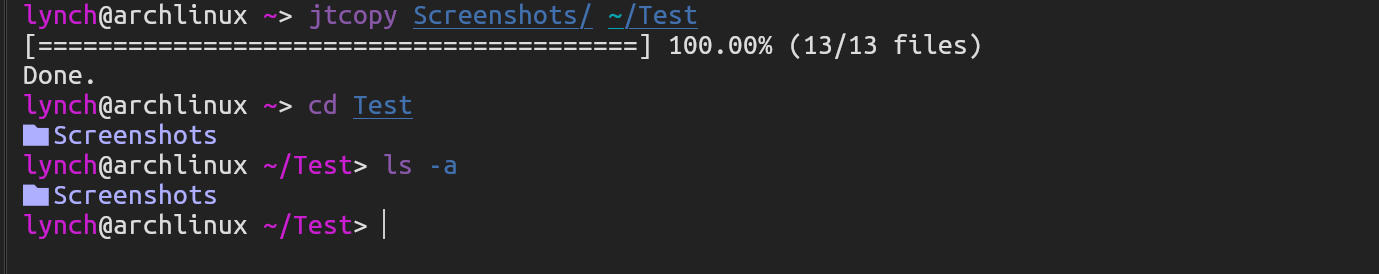 lynch@archlinux ~> jtcopy Screenshots/ ~/Test
[========================================] 100.00% (13/13 files)
Done.
lynch@archlinux ~> cd Test
Screenshots
lynch@archlinux ~/Test> ls -a
Screenshots
lynch@archlinux ~/Test>